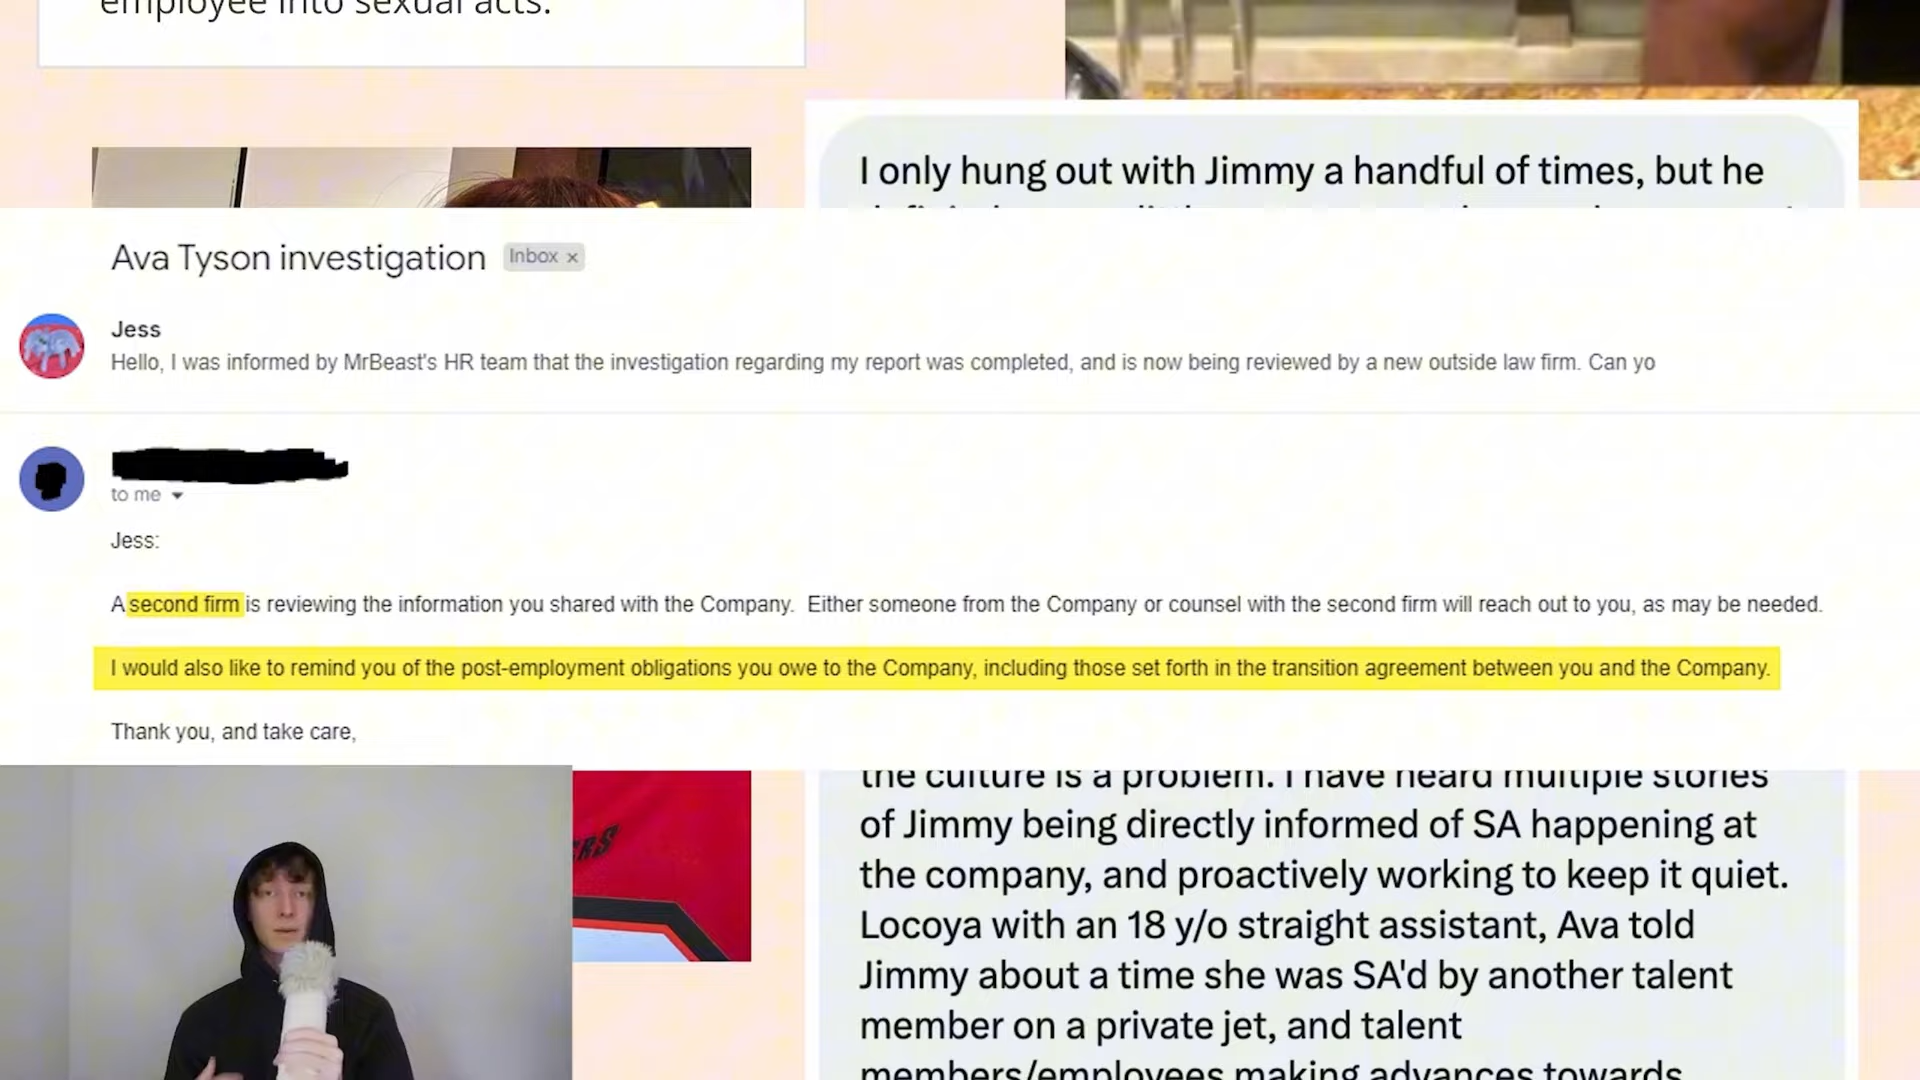 employee into sexual acts.
I only hung out with Jimmy a handful of times, but he
Ava Tyson investigation
Inbox ×
Jess
Hello, I was informed by MrBeast's HR team that the investigation regarding my report was completed, and is now being reviewed by a new outside law firm. Can yo
to me
Jess:
A second firm is reviewing the information you shared with the Company. Either someone from the Company or counsel with the second firm will reach out to you, as may be needed.
I would also like to remind you of the post-employment obligations you owe to the Company, including those set forth in the transition agreement between you and the Company.
Thank you, and take care,
the culture is a problem. I have heard multiple stories
of Jimmy being directly informed of SA happening at
the company, and proactively working to keep it quiet.
Locoya with an 18 y/o straight assistant, Ava told
Jimmy about a time she was SA'd by another talent
member on a private jet, and talent
members/employees making advances towards